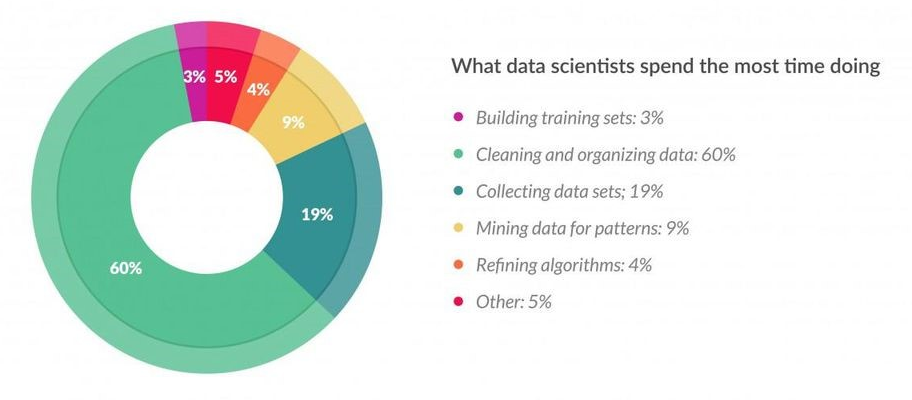 3%
5%
4%
9%
19%
60%
What data scientists spend the most time doing
Building training sets: 3%
Cleaning and organizing data: 60%
Collecting data sets; 19%
Mining data for patterns: 9%
Refining algorithms: 4%
Other: 5%